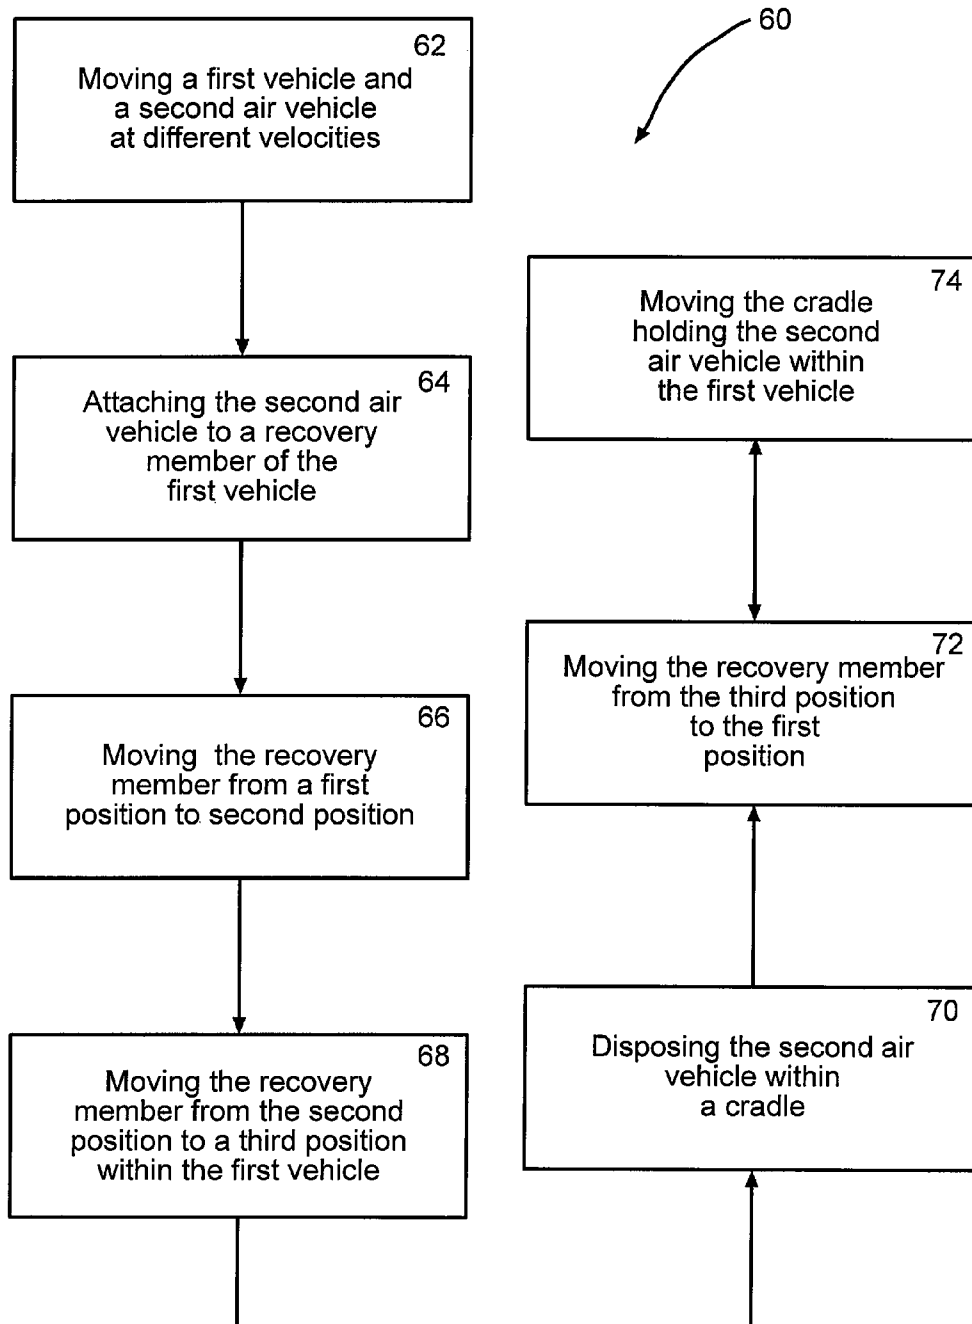 60
62
Moving a first vehicle and
a second air vehicle
at different velocities
64
Attaching the second air
vehicle to a recovery
member of the
first vehicle
66
Moving the recovery
member from a first
position to second position
68
Moving the recovery
member from the second
position to a third position
within the first vehicle
70
Disposing the second air
vehicle within
a cradle
72
Moving the recovery member
from the third position
to the first
position
74
Moving the cradle
holding the second
air vehicle within
the first vehicle